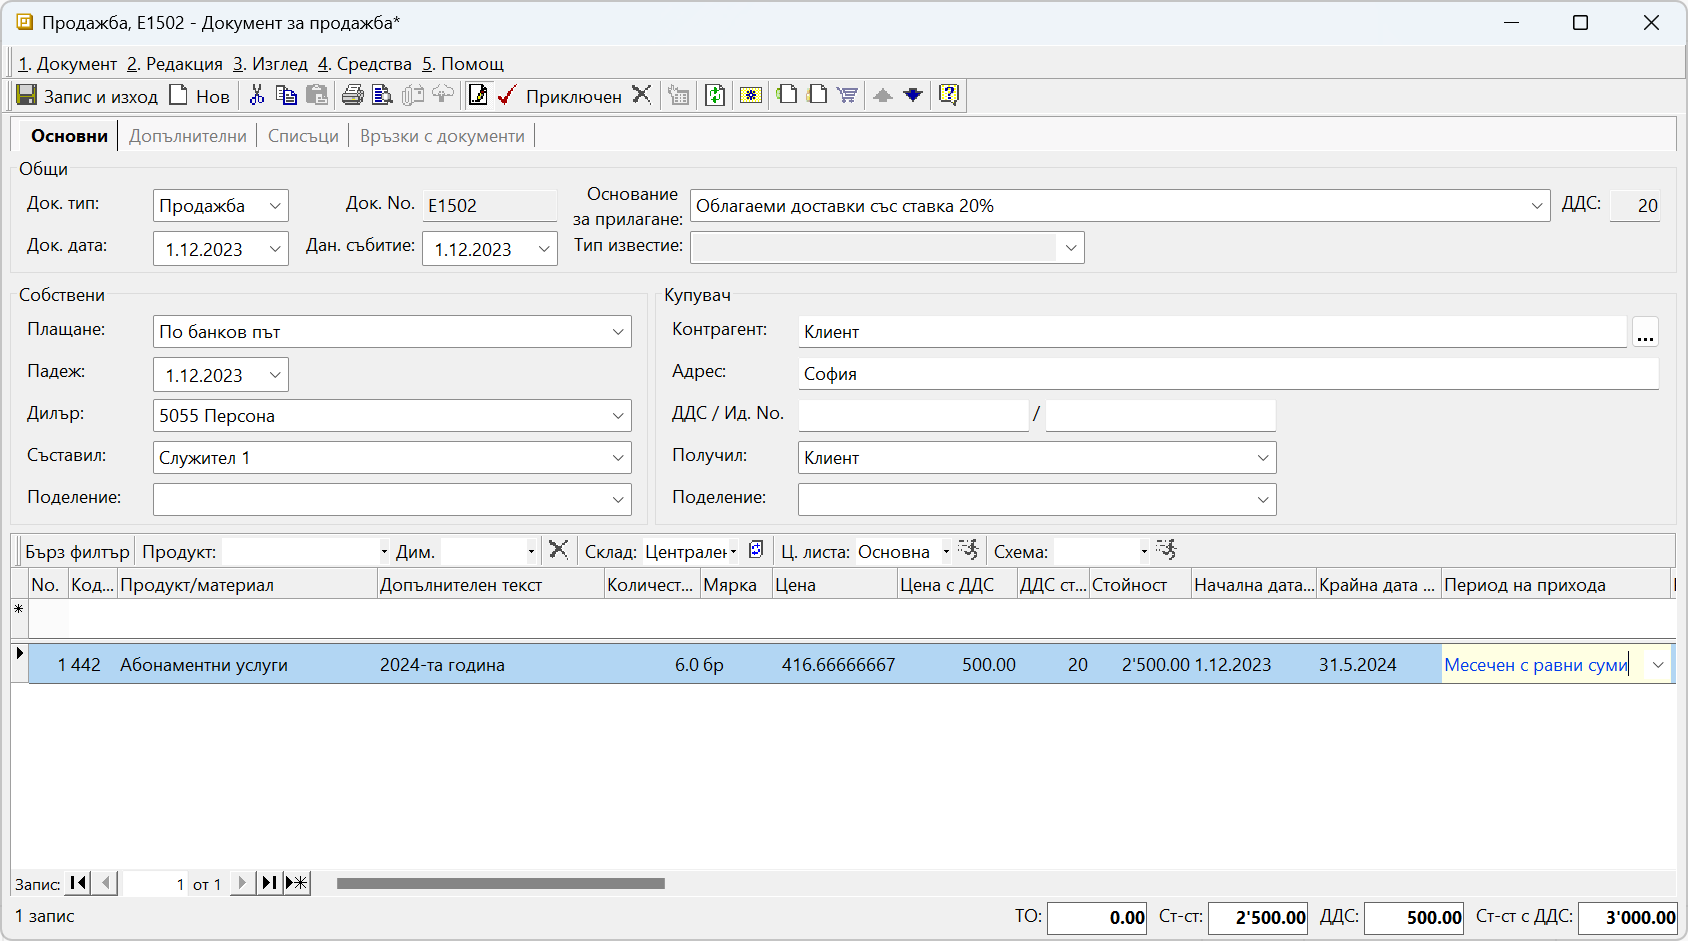 Продажба, E1502 - Документ за продажба*
1. Документ 2. Редакция 3. Изглед 4. Средства 5. Помощ
Запис и изход Нов Приключен
Основни Допълнителни Списъци Връзки с документи
Общи
Док. тип: Продажба Док. No. E1502 Основание за прилагане: Облагаеми доставки със ставка 20% ДДС: 20
Док. дата: 1.12.2023 Дан. събитие: 1.12.2023 Тип известие:
Собствени
Плащане: По банков път
Падеж: 1.12.2023
Дилър: 5055 Персона
Съставил: Служител 1
Поделение:
Купувач
Контрагент: Клиент ...
Адрес: София
ДДС / Ид. No. /
Получил: Клиент
Поделение:
Бърз филтър Продукт: Дим. Склад: Централен Ц. листа: Основна Схема:
No. Код... Продукт/материал Допълнителен текст Количест... Мярка Цена Цена с ДДС ДДС ст... Стойност Начална дата... Крайна дата ... Период на прихода
1 442 Абонаментни услуги 2024-та година 6.0 бр 416.66666667 500.00 20 2'500.00 1.12.2023 31.5.2024 Месечен с равни суми
Запис: 1 от 1
1 запис ТО: 0.00 Ст-ст: 2'500.00 ДДС: 500.00 Ст-ст с ДДС: 3'000.00